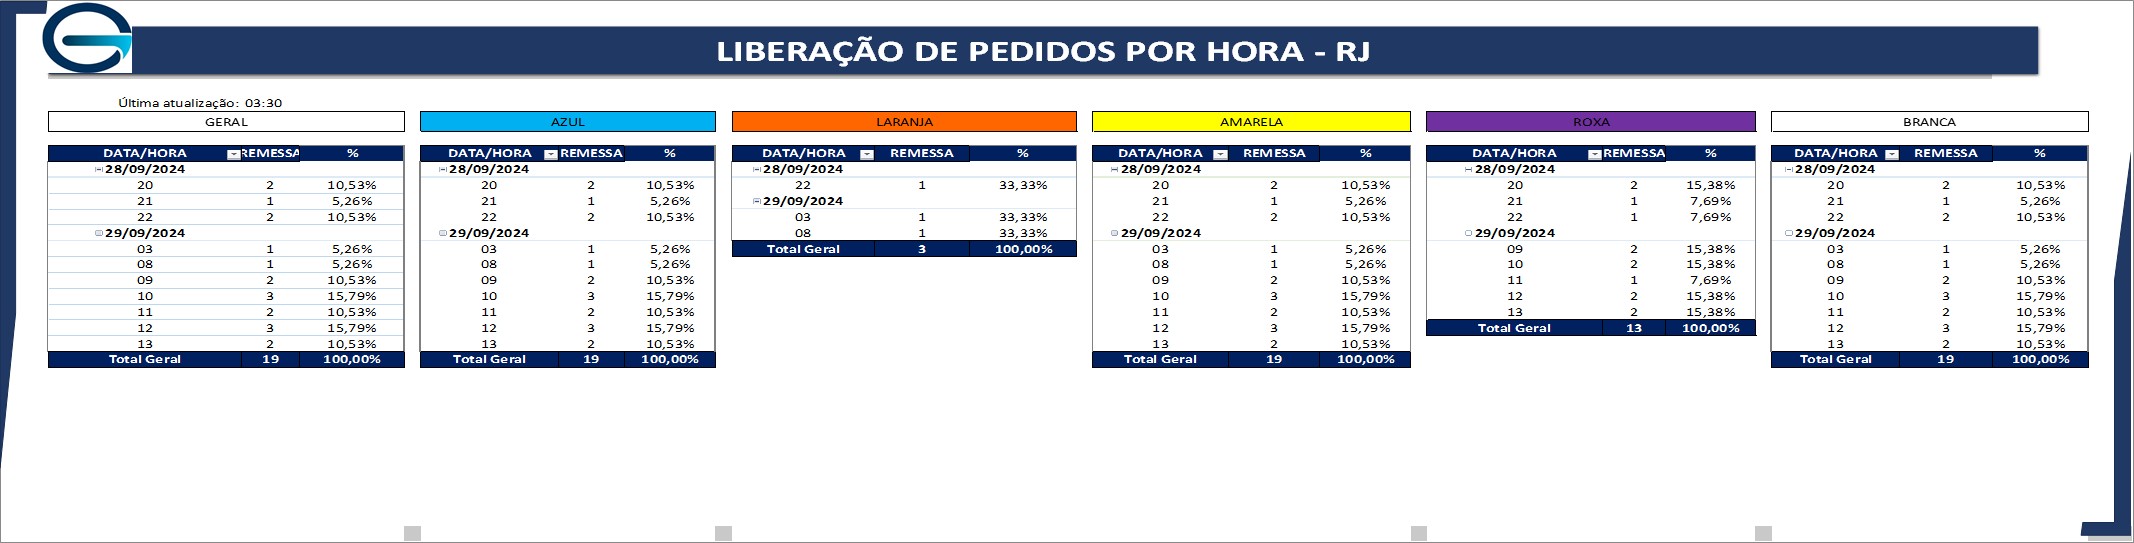 LIBERAÇÃO DE PEDIDOS POR HORA - RJ
Última atualização: 03:30
GERAL
DATA/HORA REMESSA %
28/09/2024
20 2 10,53%
21 1 5,26%
22 2 10,53%
29/09/2024
03 1 5,26%
08 1 5,26%
09 2 10,53%
10 3 15,79%
11 2 10,53%
12 3 15,79%
13 2 10,53%
Total Geral 19 100,00%
AZUL
DATA/HORA REMESSA %
28/09/2024
20 2 10,53%
21 1 5,26%
22 2 10,53%
29/09/2024
03 1 5,26%
08 1 5,26%
09 2 10,53%
10 3 15,79%
11 2 10,53%
12 3 15,79%
13 2 10,53%
Total Geral 19 100,00%
LARANJA
DATA/HORA REMESSA %
28/09/2024
22 1 33,33%
29/09/2024
03 1 33,33%
08 1 33,33%
Total Geral 3 100,00%
AMARELA
DATA/HORA REMESSA %
28/09/2024
20 2 10,53%
21 1 5,26%
22 2 10,53%
29/09/2024
03 1 5,26%
08 1 5,26%
09 2 10,53%
10 3 15,79%
11 2 10,53%
12 3 15,79%
13 2 10,53%
Total Geral 19 100,00%
ROXA
DATA/HORA REMESSA %
28/09/2024
20 2 15,38%
21 1 7,69%
22 1 7,69%
29/09/2024
09 2 15,38%
10 2 15,38%
11 1 7,69%
12 2 15,38%
13 2 15,38%
Total Geral 13 100,00%
BRANCA
DATA/HORA REMESSA %
28/09/2024
20 2 10,53%
21 1 5,26%
22 2 10,53%
29/09/2024
03 1 5,26%
08 1 5,26%
09 2 10,53%
10 3 15,79%
11 2 10,53%
12 3 15,79%
13 2 10,53%
Total Geral 19 100,00%